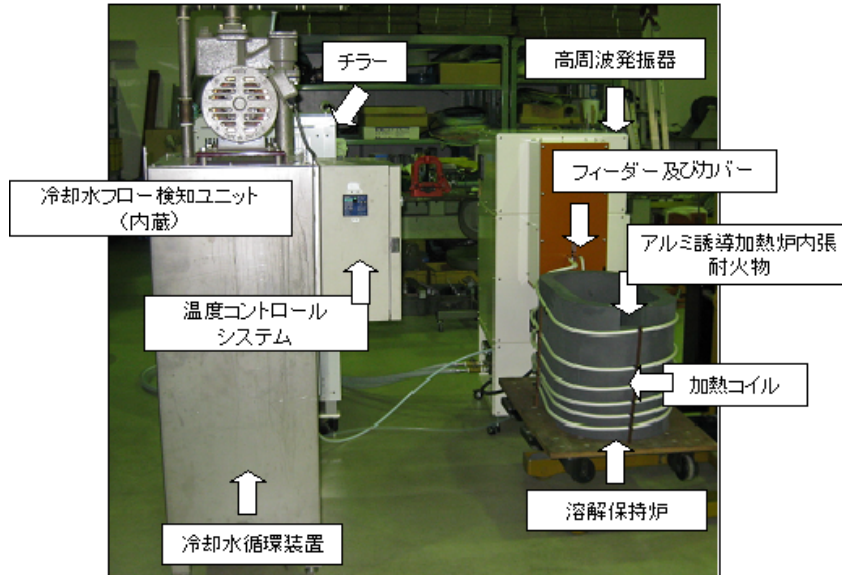 チラー
高周波発振器
フィーダー及びカバー
冷却水フロー検知ユニット
(内蔵)
アルミ誘導加熱炉内張
耐火物
温度コントロール
システム
加熱コイル
溶解保持炉
冷却水循環装置